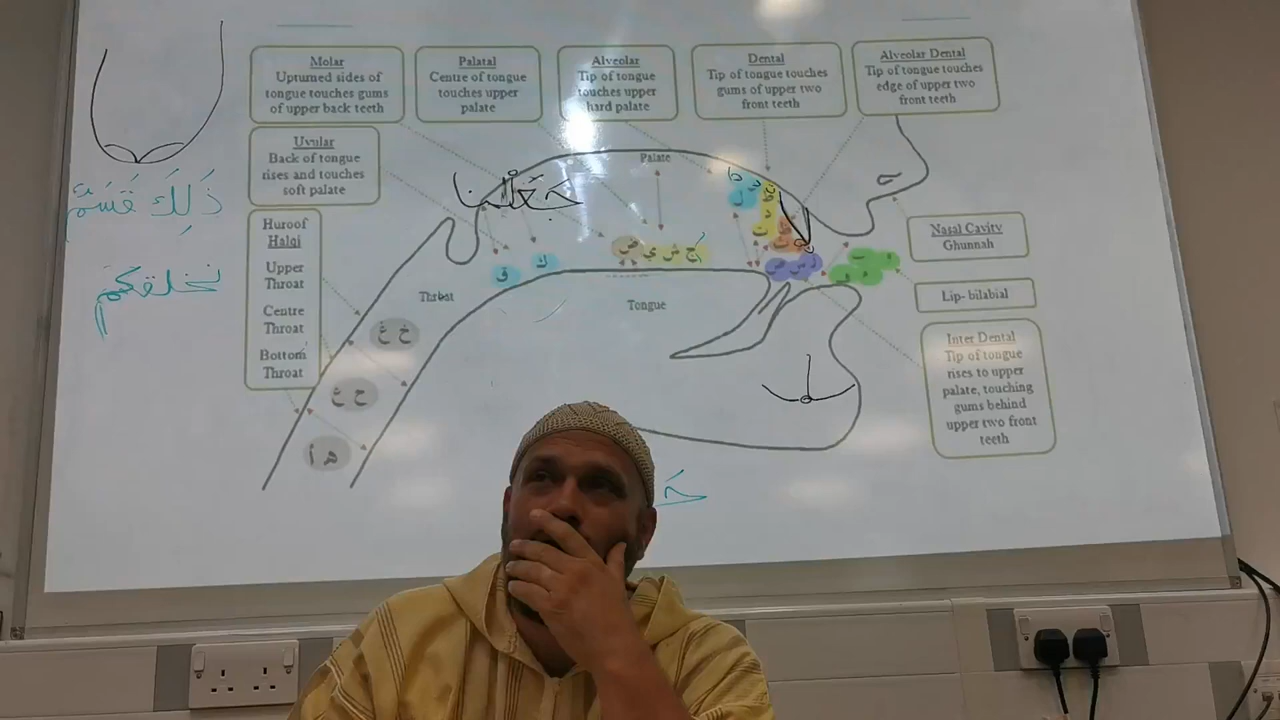 Molar
Upturned sides of
tongue touches gums
of upper back teeth
Palatal
Centre of tongue
touches upper
palate
Alveolar
Tip of tongue
touches upper
hard palate
Dental
Tip of tongue touches
gums of upper two
front teeth
Alveolar Dental
Tip of tongue touches
edge of upper two
front teeth
Uvular
Back of tongue
rises and touches
soft palate
Palate
جَعَّلْنا
ذَلِكَ قَسَمٌ
نخلقكم
Huroof
Halqi
Upper
Throat
Centre
Throat
Bottom
Throat
Nasal Cavity
Ghunnah
Lip- bilabial
Inter Dental
Tip of tongue
rises to upper
palate, touching
gums behind
upper two front
teeth
Throat
Tongue
ق
ك
ض ي ش ج
ز س ص
غ خ
ع ح
ه أ